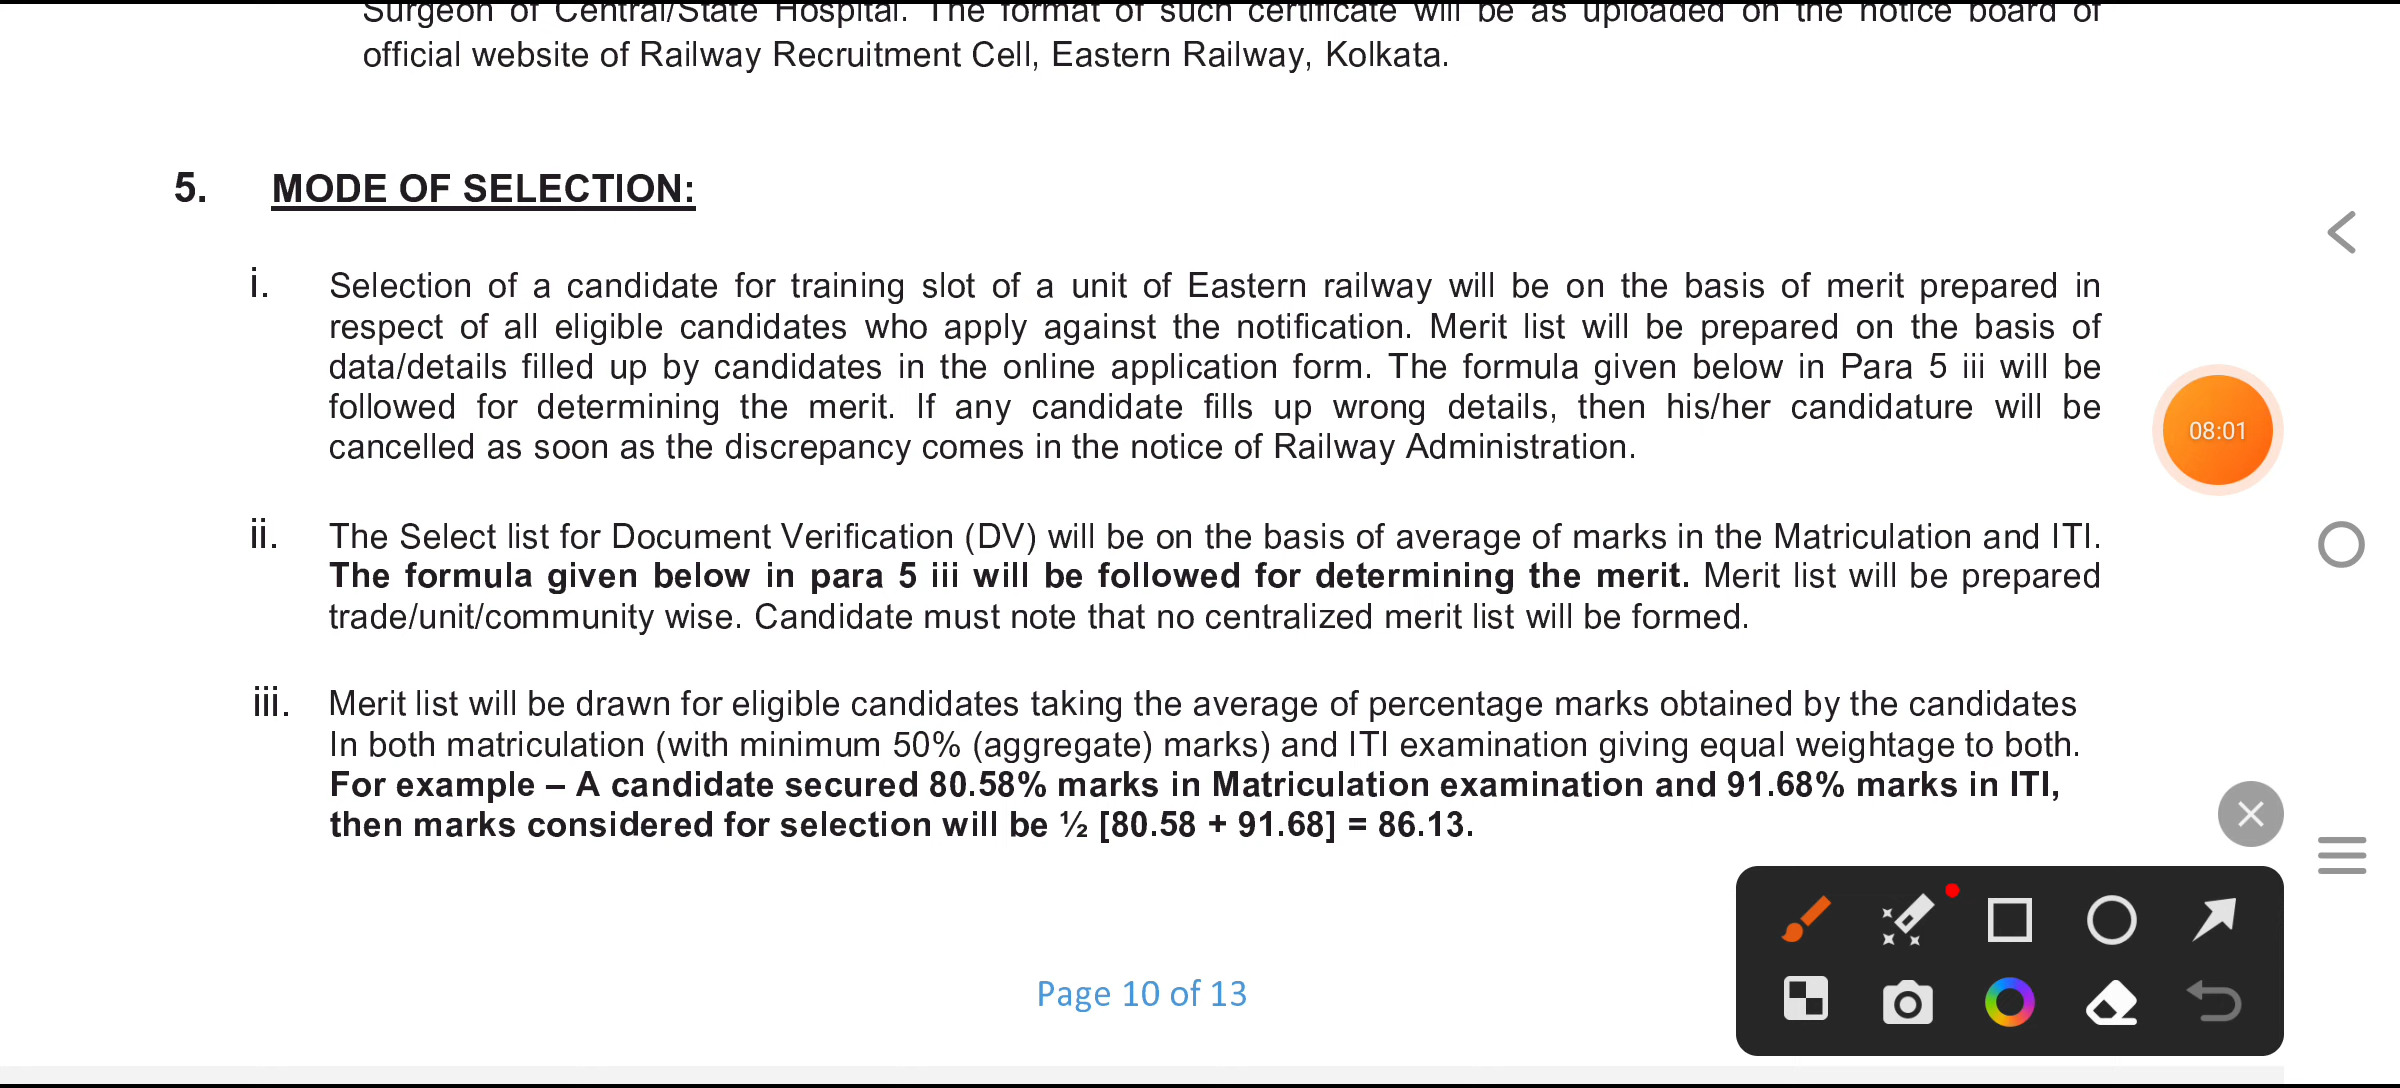 Surgeon of Central/State Hospital. The format of such certificate will be as uploaded on the notice board of
official website of Railway Recruitment Cell, Eastern Railway, Kolkata.
5. MODE OF SELECTION:
i. Selection of a candidate for training slot of a unit of Eastern railway will be on the basis of merit prepared in
respect of all eligible candidates who apply against the notification. Merit list will be prepared on the basis of
data/details filled up by candidates in the online application form. The formula given below in Para 5 iii will be
followed for determining the merit. If any candidate fills up wrong details, then his/her candidature will be
cancelled as soon as the discrepancy comes in the notice of Railway Administration.
08:01
ii. The Select list for Document Verification (DV) will be on the basis of average of marks in the Matriculation and ITI.
The formula given below in para 5 iii will be followed for determining the merit. Merit list will be prepared
trade/unit/community wise. Candidate must note that no centralized merit list will be formed.
iii. Merit list will be drawn for eligible candidates taking the average of percentage marks obtained by the candidates
In both matriculation (with minimum 50% (aggregate) marks) and ITI examination giving equal weightage to both.
For example – A candidate secured 80.58% marks in Matriculation examination and 91.68% marks in ITI,
then marks considered for selection will be ½ [80.58 + 91.68] = 86.13.
Page 10 of 13